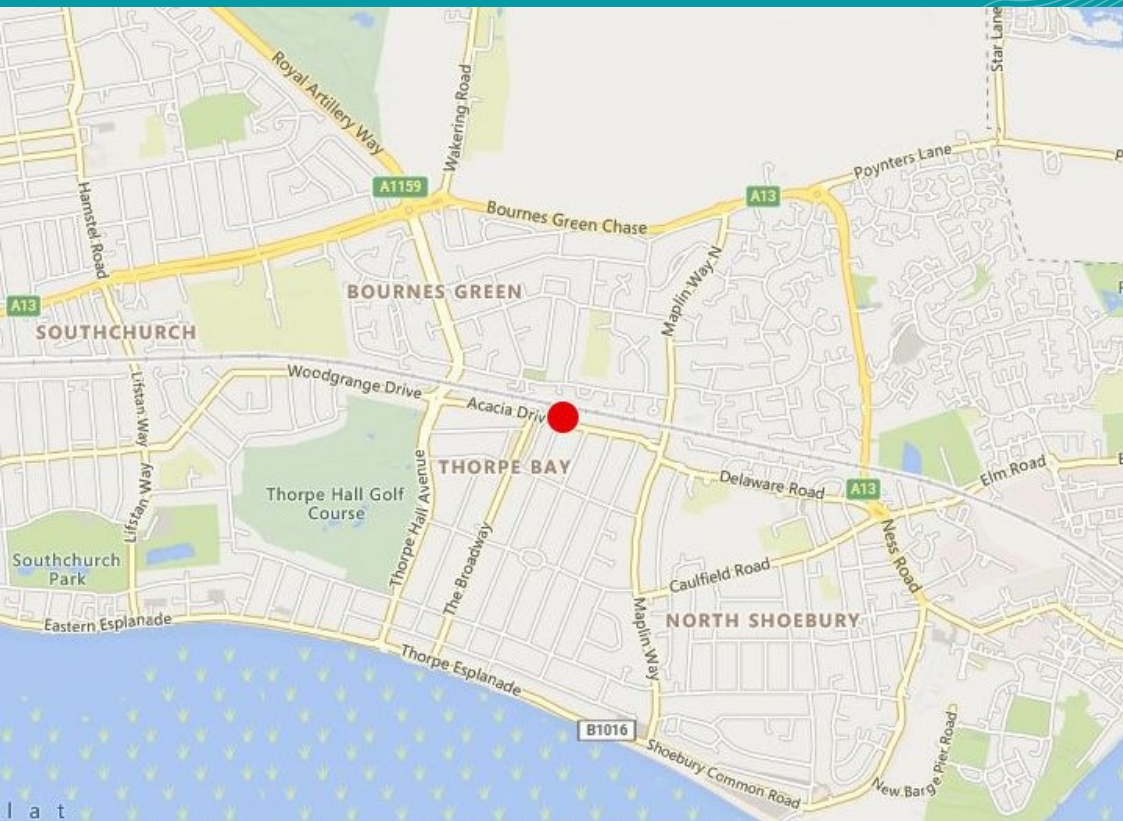 Star Lane
Royal Artillery Way
Wakering Road
Poynters Lane
A1159
A13
Hamstel Road
Bournes Green Chase
Maplin Way N
BOURNES GREEN
A13
SOUTHCHURCH
Lifstan Way
Woodgrange Drive
Acacia Driv
THORPE BAY
Delaware Road
A13
Elm Road
Thorpe Hall Golf
Course
Thorpe Hall Avenue
Lifstan Way
Southchurch
Park
The Broadway
Caulfield Road
Ness Road
NORTH SHOEBURY
Maplin Way
Eastern Esplanade
Thorpe Esplanade
B1016
Shoebury Common Road
New Barge Pier Road
l a t